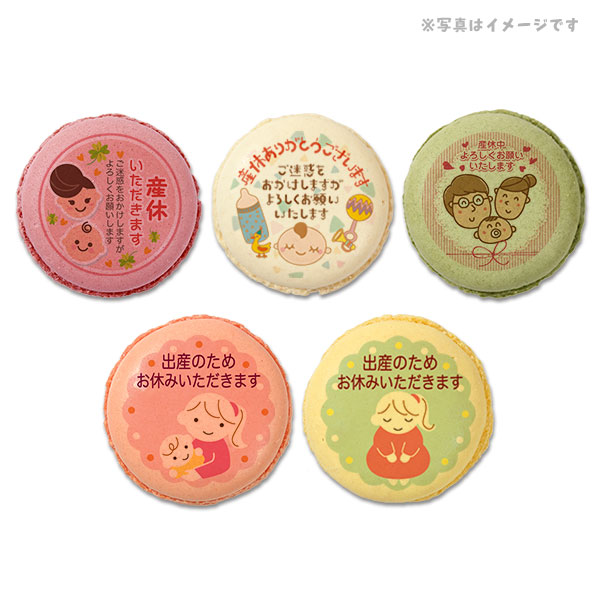 ※写真はイメージです
産休
いただきます
ご迷惑をおかけしますが
よろしくお願いします
産休ありがとうございます
ご迷惑を
おかけしますが
よろしくお願い
いたします
産休中
よろしくお願い
いたします
出産のため
お休みいただきます
出産のため
お休みいただきます